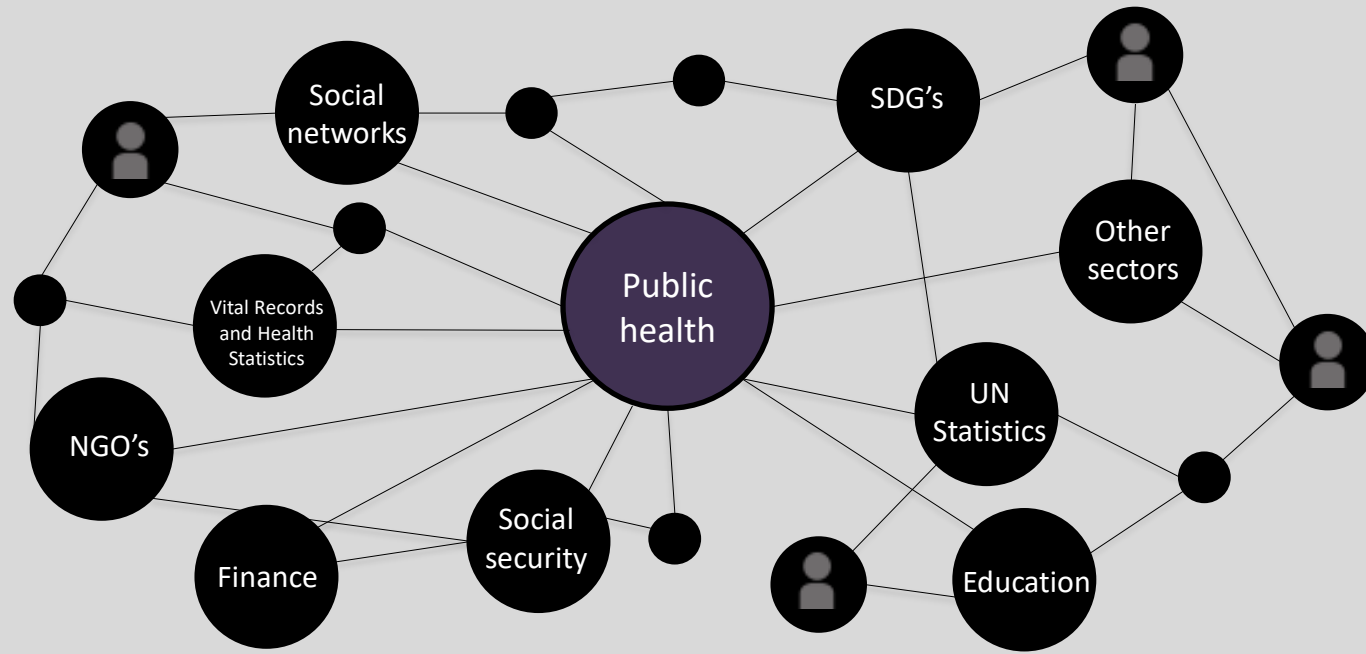 Social
networks
SDG's
Other
sectors
Public
health
Vital Records
and Health
Statistics
UN
Statistics
NGO's
Social
security
Finance
Education